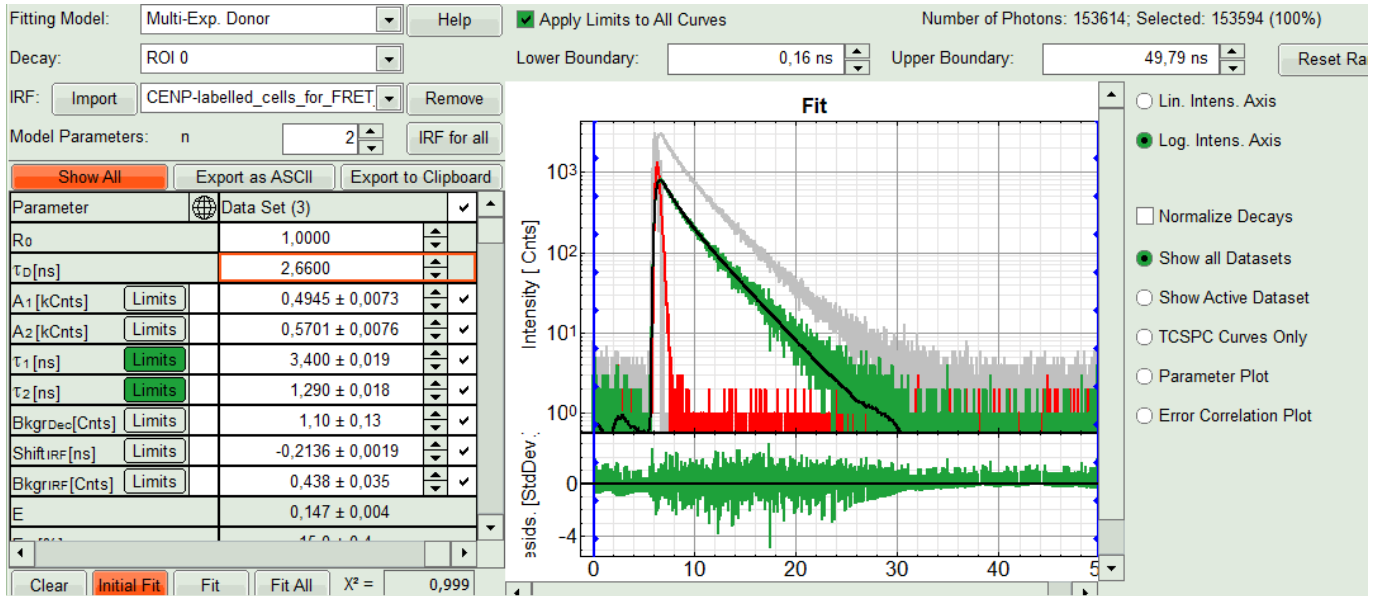 Fitting Model: Multi-Exp. Donor Help
Decay: ROI 0
IRF: Import CENP-labelled_cells_for_FRET_ Remove
Model Parameters: n 2 IRF for all
Show All Export as ASCII Export to Clipboard
Parameter Data Set (3)
R₀ 1,0000
τD[ns] 2,6600
A₁[kCnts] Limits 0,4945 ± 0,0073
A₂[kCnts] Limits 0,5701 ± 0,0076
τ₁[ns] Limits 3,400 ± 0,019
τ₂[ns] Limits 1,290 ± 0,018
BkgrDec[Cnts] Limits 1,10 ± 0,13
ShiftIRF[ns] Limits -0,2136 ± 0,0019
BkgrIRF[Cnts] Limits 0,438 ± 0,035
E 0,147 ± 0,004
Clear Initial Fit Fit Fit All X² = 0,999
Apply Limits to All Curves Number of Photons: 153614; Selected: 153594 (100%)
Lower Boundary: 0,16 ns Upper Boundary: 49,79 ns Reset Ra
Fit
Intensity [ Cnts]
10³
10²
10¹
10⁰
esids. [StdDev.]
0
-4
0 10 20 30 40 5
Lin. Intens. Axis
Log. Intens. Axis
Normalize Decays
Show all Datasets
Show Active Dataset
TCSPC Curves Only
Parameter Plot
Error Correlation Plot